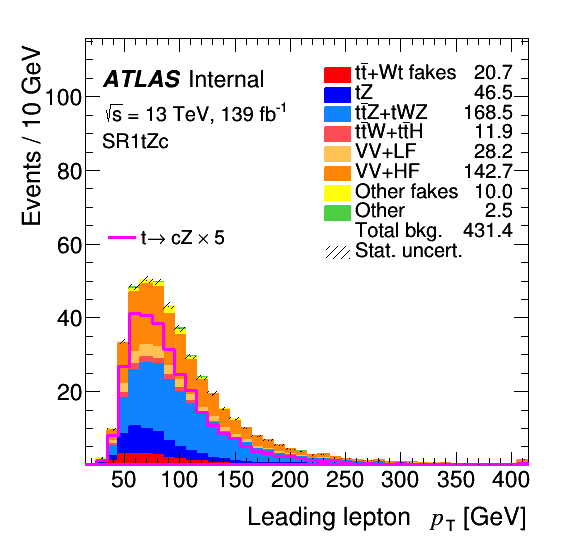 ATLAS Internal
√s = 13 TeV, 139 fb⁻¹
SR1tZc
tt̄+Wt fakes 20.7
tZ 46.5
tt̄Z+tWZ 168.5
tt̄W+tt̄H 11.9
VV+LF 28.2
VV+HF 142.7
Other fakes 10.0
Other 2.5
Total bkg. 431.4
Stat. uncert.
t→ cZ × 5
Events / 10 GeV
100
80
60
40
20
50 100 150 200 250 300 350 400
Leading lepton p_T [GeV]